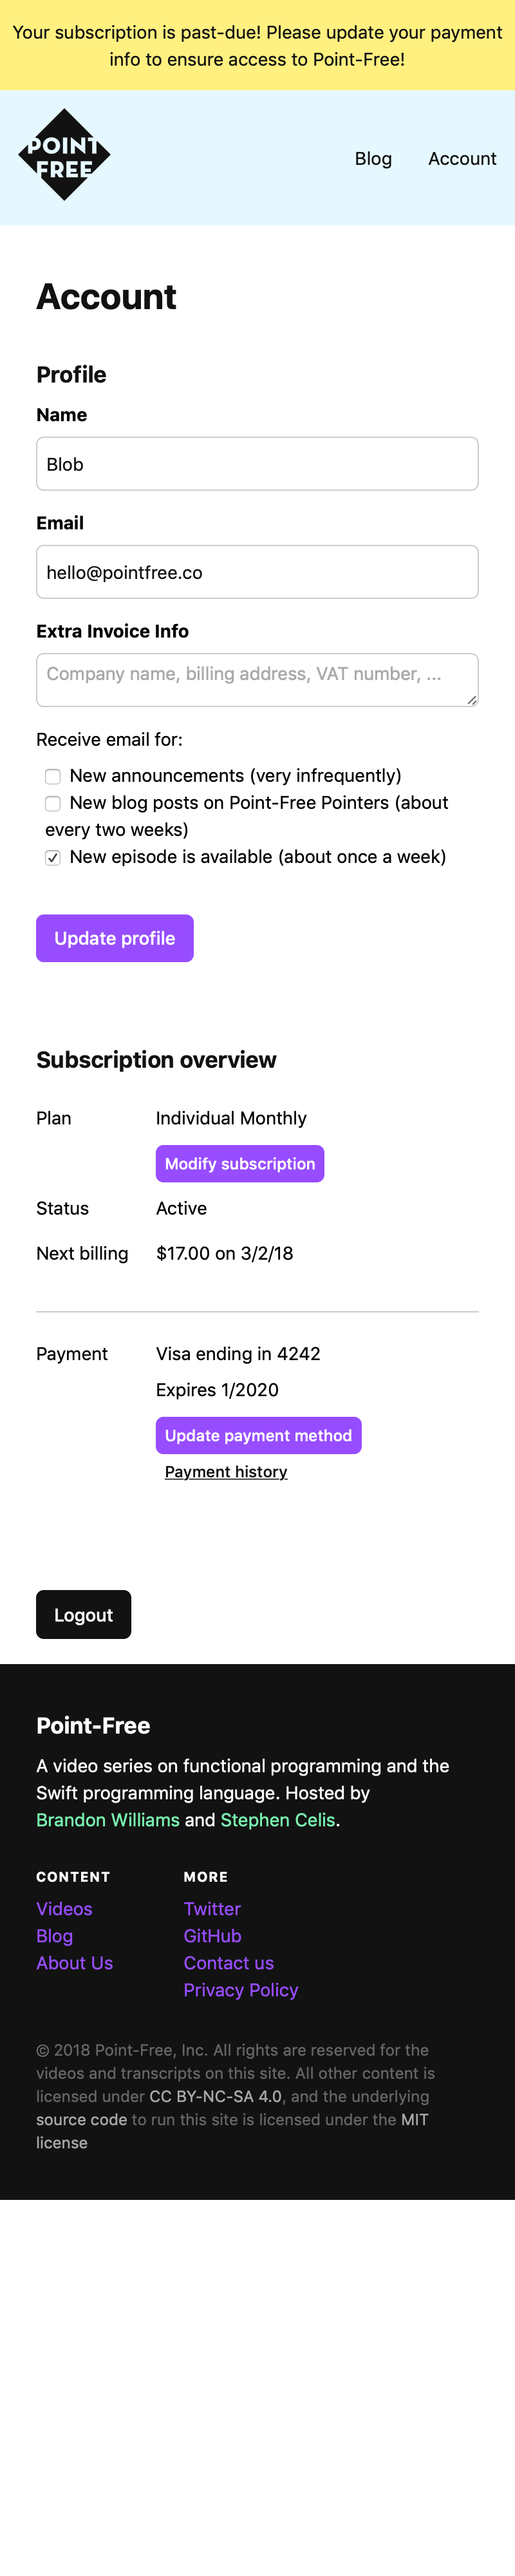 Your subscription is past-due! Please update your payment
info to ensure access to Point-Free!
POINT
FREE
Blog
Account
Account
Profile
Name
Blob
Email
hello@pointfree.co
Extra Invoice Info
Company name, billing address, VAT number, ...
Receive email for:
New announcements (very infrequently)
New blog posts on Point-Free Pointers (about
every two weeks)
New episode is available (about once a week)
Update profile
Subscription overview
Plan
Individual Monthly
Modify subscription
Status
Active
Next billing
$17.00 on 3/2/18
Payment
Visa ending in 4242
Expires 1/2020
Update payment method
Payment history
Logout
Point-Free
A video series on functional programming and the
Swift programming language. Hosted by
Brandon Williams and Stephen Celis.
CONTENT
Videos
Blog
About Us
MORE
Twitter
GitHub
Contact us
Privacy Policy
© 2018 Point-Free, Inc. All rights are reserved for the
videos and transcripts on this site. All other content is
licensed under CC BY-NC-SA 4.0, and the underlying
source code to run this site is licensed under the MIT
license